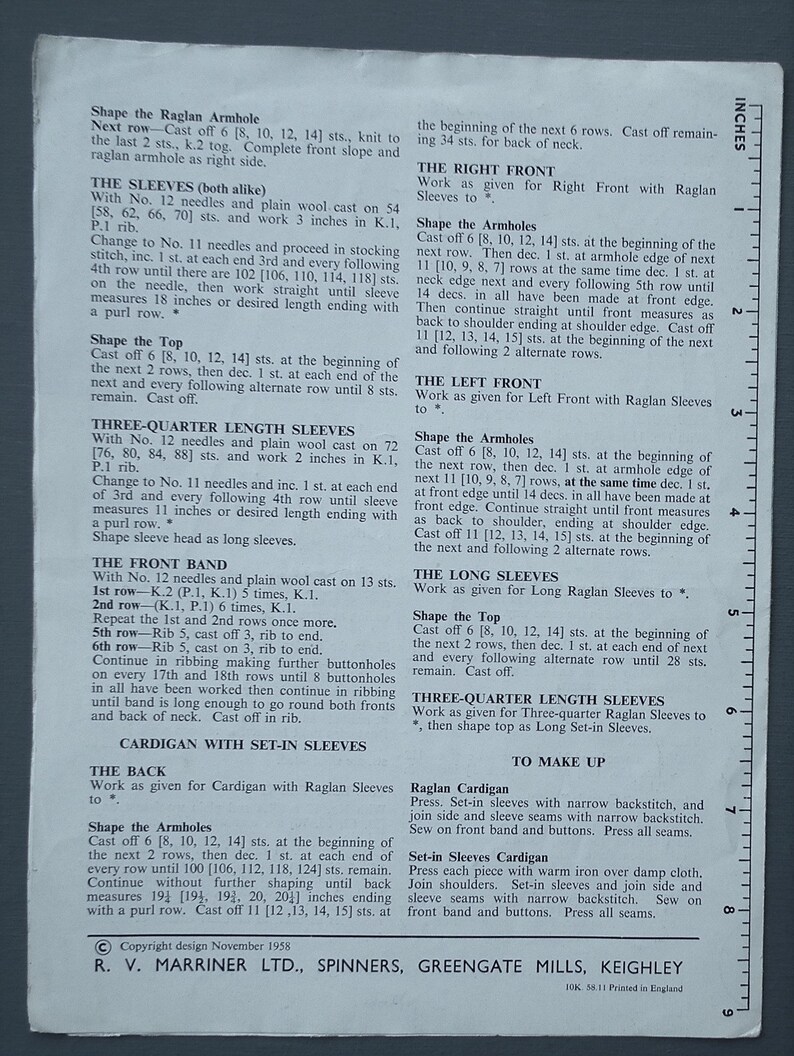 Shape the Raglan Armhole
Next row—Cast off 6 [8, 10, 12, 14] sts., knit to
the last 2 sts., k.2 tog. Complete front slope and
raglan armhole as right side.
THE SLEEVES (both alike)
With No. 12 needles and plain wool cast on 54
[58, 62, 66, 70] sts. and work 3 inches in K.1,
P.1 rib.
Change to No. 11 needles and proceed in stocking
stitch, inc. 1 st. at each end 3rd and every following
4th row until there are 102 [106, 110, 114, 118] sts.
on the needle, then work straight until sleeve
measures 18 inches or desired length ending with
a purl row. *
Shape the Top
Cast off 6 [8, 10, 12, 14] sts. at the beginning of
the next 2 rows, then dec. 1 st. at each end of the
next and every following alternate row until 8 sts.
remain. Cast off.
THREE-QUARTER LENGTH SLEEVES
With No. 12 needles and plain wool cast on 72
[76, 80, 84, 88] sts. and work 2 inches in K.1,
P.1 rib.
Change to No. 11 needles and inc. 1 st. at each end
of 3rd and every following 4th row until sleeve
measures 11 inches or desired length ending with
a purl row. *
Shape sleeve head as long sleeves.
THE FRONT BAND
With No. 12 needles and plain wool cast on 13 sts.
1st row—K.2 (P.1, K.1) 5 times, K.1.
2nd row—(K.1, P.1) 6 times, K.1.
Repeat the 1st and 2nd rows once more.
5th row—Rib 5, cast off 3, rib to end.
6th row—Rib 5, cast on 3, rib to end.
Continue in ribbing making further buttonholes
on every 17th and 18th rows until 8 buttonholes
in all have been worked then continue in ribbing
until band is long enough to go round both fronts
and back of neck. Cast off in rib.
CARDIGAN WITH SET-IN SLEEVES
THE BACK
Work as given for Cardigan with Raglan Sleeves
to *.
Shape the Armholes
Cast off 6 [8, 10, 12, 14] sts. at the beginning of
the next 2 rows, then dec. 1 st. at each end of
every row until 100 [106, 112, 118, 124] sts. remain.
Continue without further shaping until back
measures 19¼ [19½, 19¾, 20, 20¼] inches ending
with a purl row. Cast off 11 [12 ,13, 14, 15] sts. at
the beginning of the next 6 rows. Cast off remain-
ing 34 sts. for back of neck.
THE RIGHT FRONT
Work as given for Right Front with Raglan
Sleeves to *.
Shape the Armholes
Cast off 6 [8, 10, 12, 14] sts. at the beginning of the
next row. Then dec. 1 st. at armhole edge of next
11 [10, 9, 8, 7] rows at the same time dec. 1 st. at
neck edge next and every following 5th row until
14 decs. in all have been made at front edge.
Then continue straight until front measures as
back to shoulder ending at shoulder edge. Cast off
11 [12, 13, 14, 15] sts. at the beginning of the next
and following 2 alternate rows.
THE LEFT FRONT
Work as given for Left Front with Raglan Sleeves
to *.
Shape the Armholes
Cast off 6 [8, 10, 12, 14] sts. at the beginning of
the next row, then dec. 1 st. at armhole edge of
next 11 [10, 9, 8, 7] rows, at the same time dec. 1 st.
at front edge until 14 decs. in all have been made at
front edge. Continue straight until front measures
as back to shoulder, ending at shoulder edge.
Cast off 11 [12, 13, 14, 15] sts. at the beginning of
the next and following 2 alternate rows.
THE LONG SLEEVES
Work as given for Long Raglan Sleeves to *.
Shape the Top
Cast off 6 [8, 10, 12, 14] sts. at the beginning of
the next 2 rows, then dec. 1 st. at each end of next
and every following alternate row until 28 sts.
remain. Cast off.
THREE-QUARTER LENGTH SLEEVES
Work as given for Three-quarter Raglan Sleeves to
*, then shape top as Long Set-in Sleeves.
TO MAKE UP
Raglan Cardigan
Press. Set-in sleeves with narrow backstitch, and
join side and sleeve seams with narrow backstitch.
Sew on front band and buttons. Press all seams.
Set-in Sleeves Cardigan
Press each piece with warm iron over damp cloth.
Join shoulders. Set-in sleeves and join side and
sleeve seams with narrow backstitch. Sew on
front band and buttons. Press all seams.
© Copyright design November 1958
R. V. MARRINER LTD., SPINNERS, GREENGATE MILLS, KEIGHLEY
10K. 58.11 Printed in England
INCHES
1
2
3
4
5
6
7
8
9